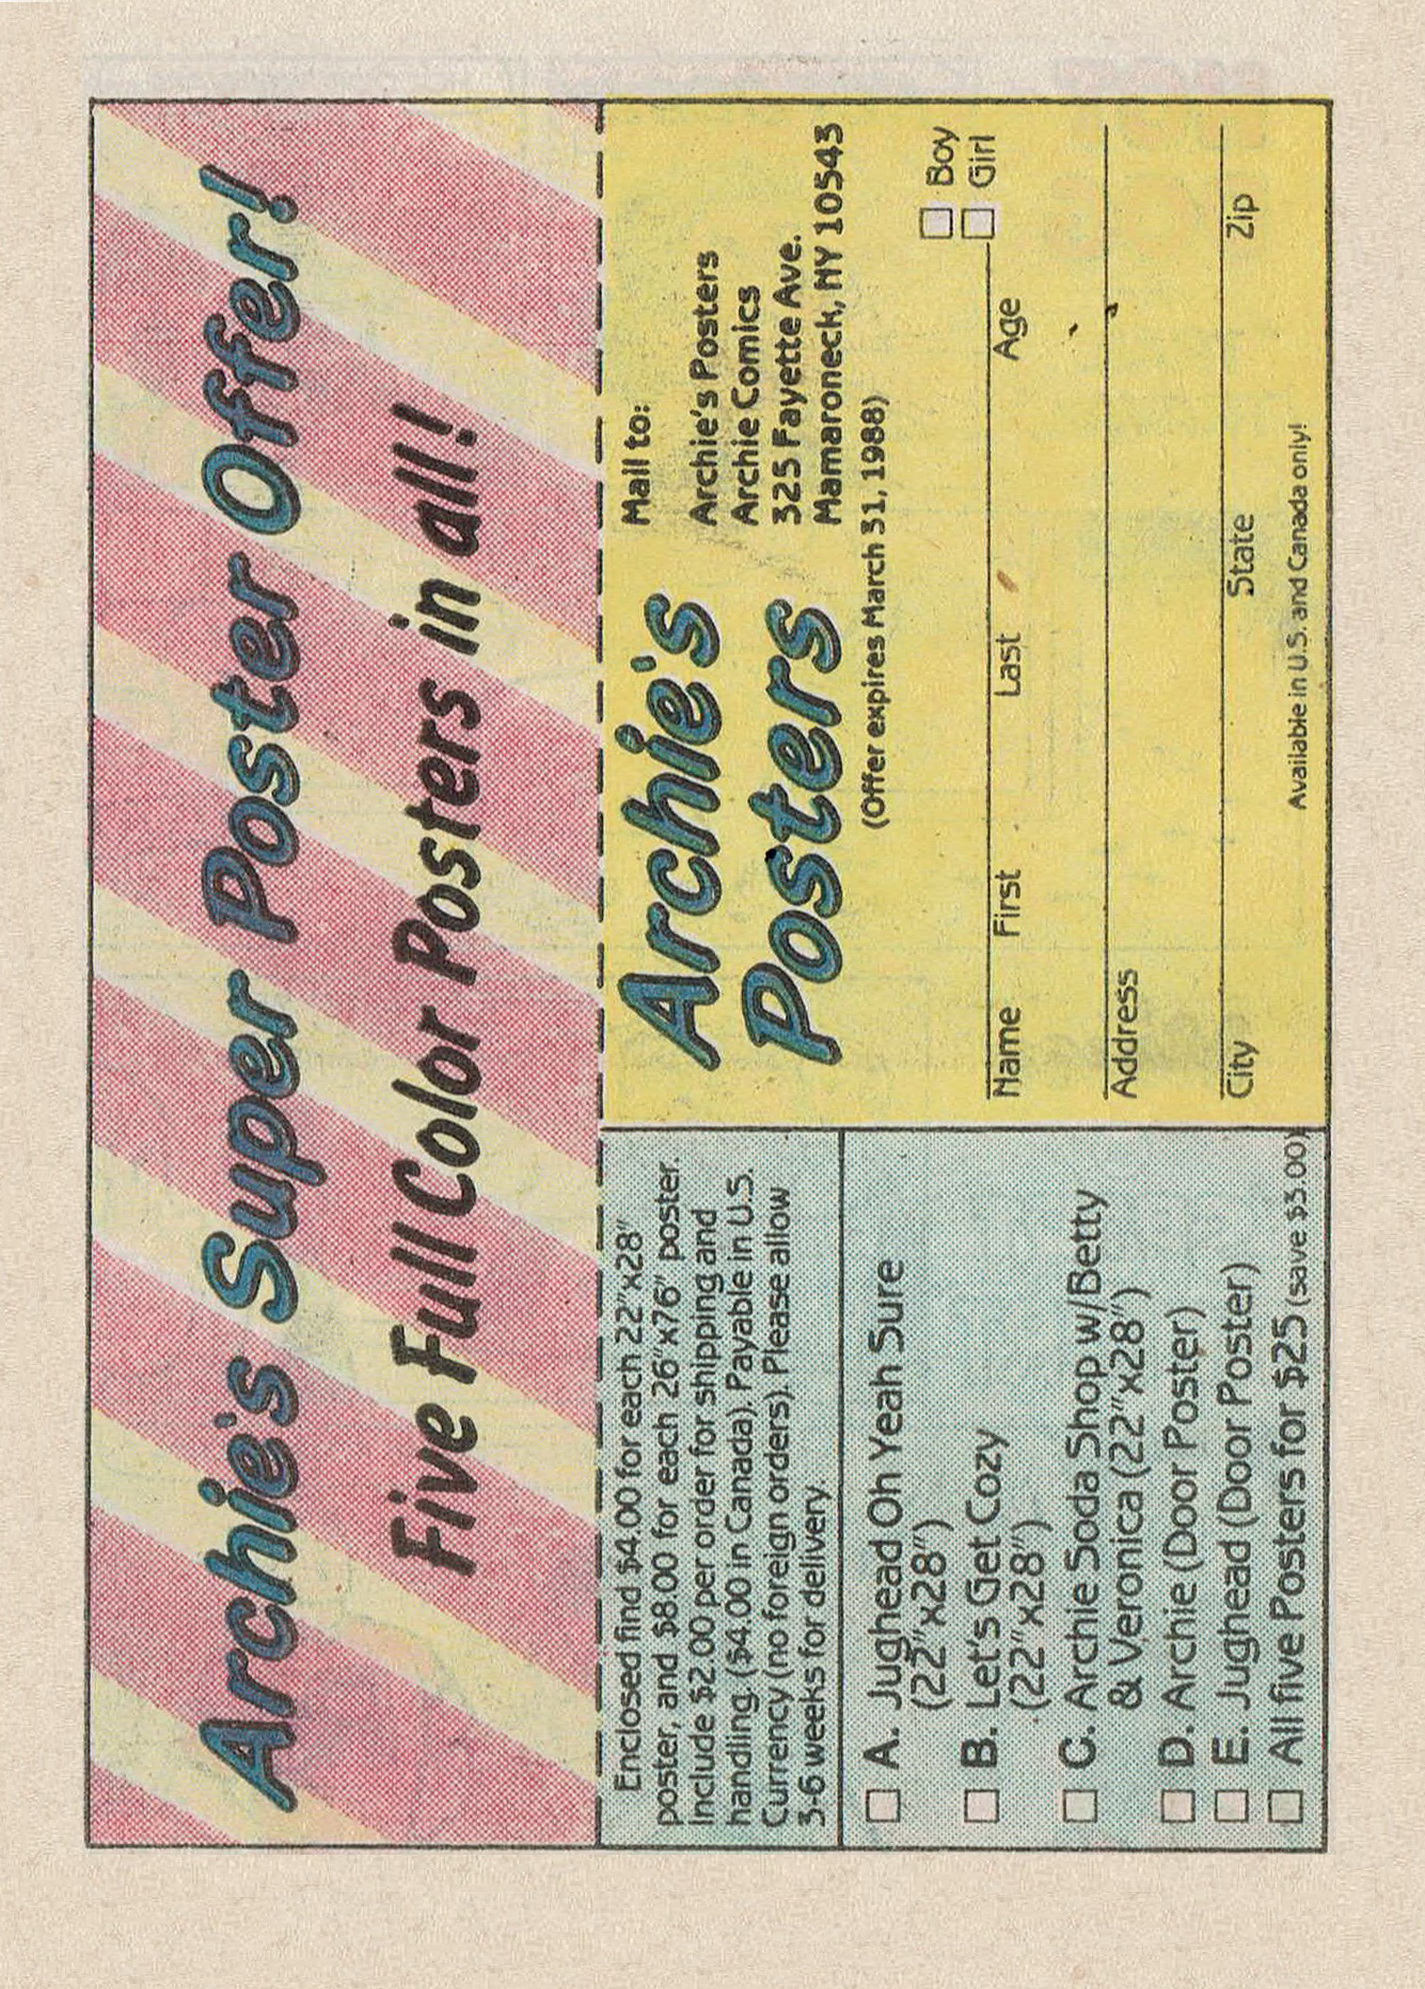 Archie's Super Poster Offer!
Five Full Color Posters in all!
Enclosed find $4.00 for each 22"x28"
poster, and $8.00 for each 26"x76" poster.
Include $2.00 per order for shipping and
handling. ($4.00 in Canada). Payable in U.S.
Currency (no foreign orders). Please allow
3-6 weeks for delivery.
A. Jughead Oh Yeah Sure
(22"x28")
B. Let's Get Cozy
(22"x28")
C. Archie Soda Shop w/Betty
& Veronica (22"x28")
D. Archie (Door Poster)
E. Jughead (Door Poster)
All five Posters for $25 (save $3.00)
Archie's
Posters
Mail to:
Archie's Posters
Archie Comics
325 Fayette Ave.
Mamaroneck, NY 10543
(Offer expires March 31, 1988)
Boy
Girl
Name First Last Age
Address
City State Zip
Available in U.S. and Canada only!